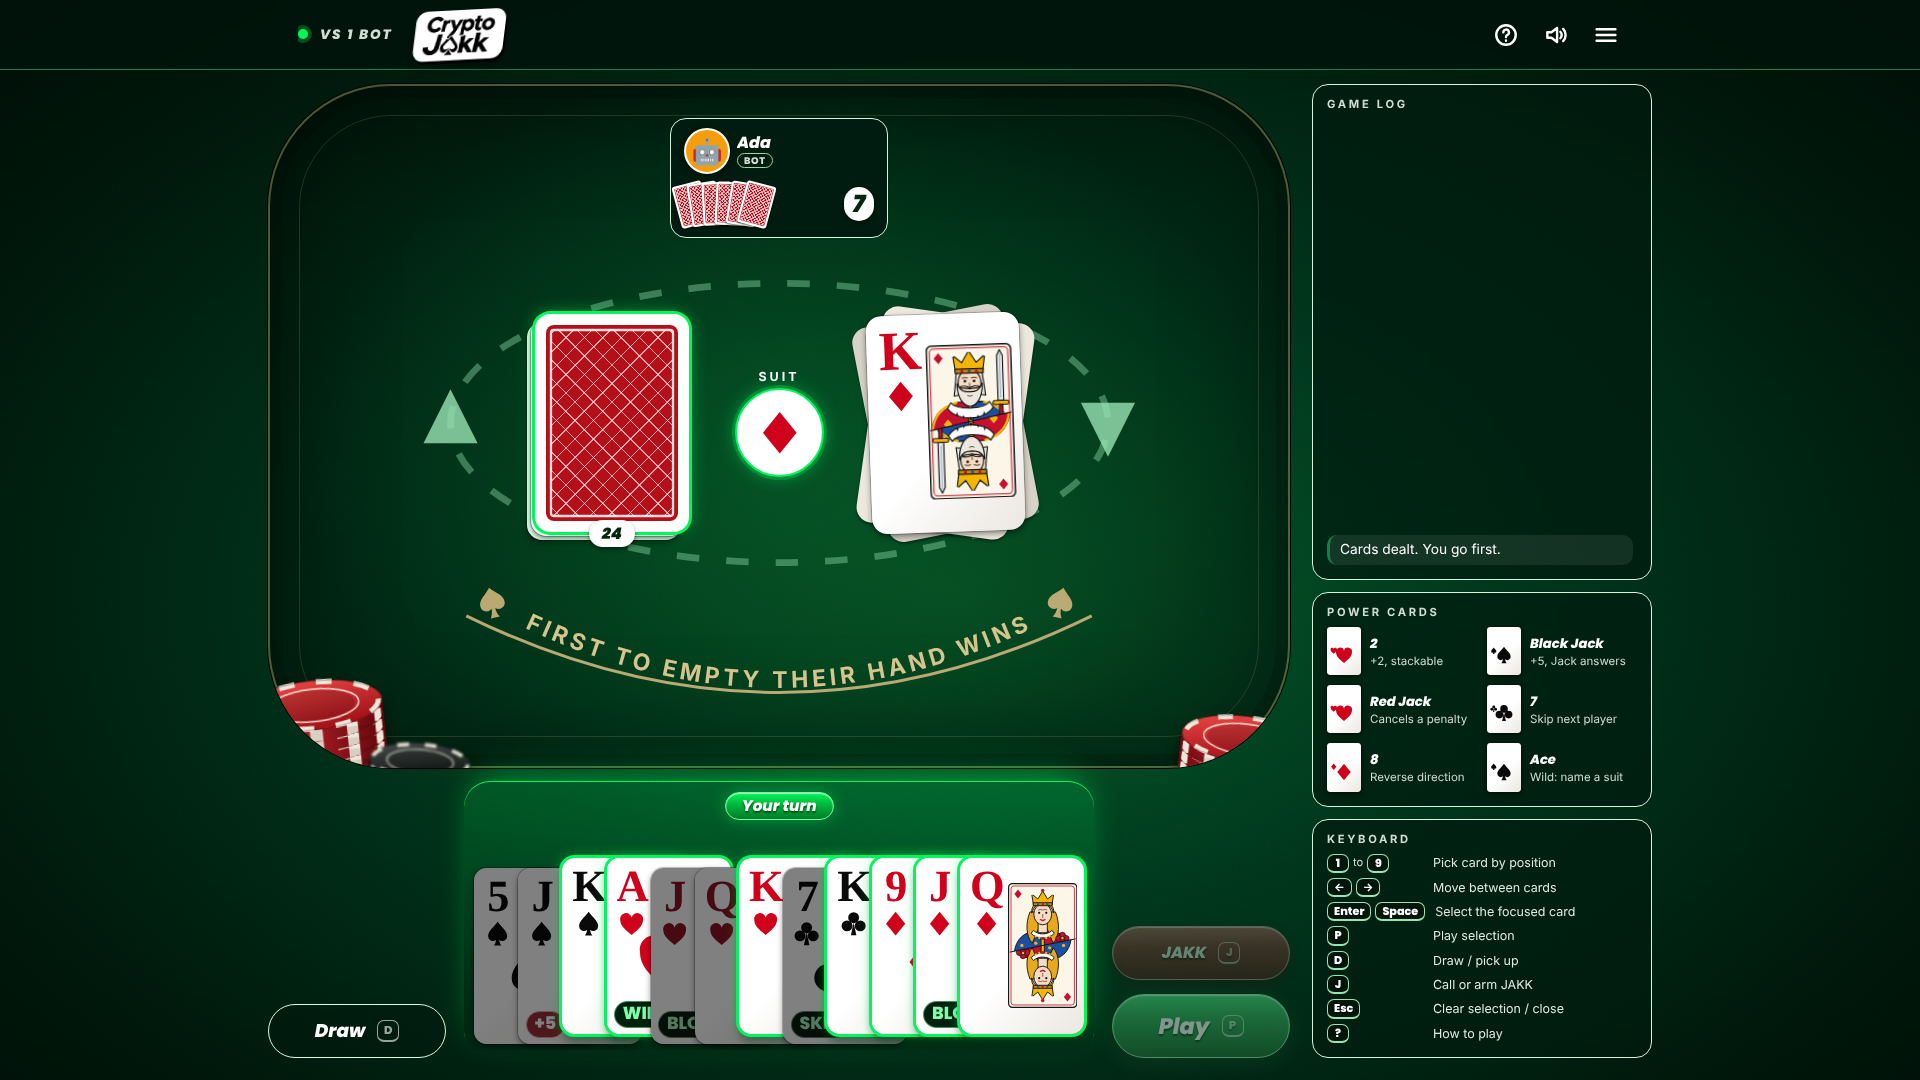 VS 1 BOT
Crypto
Jakk
Ada
BOT
7
GAME LOG
Cards dealt. You go first.
SUIT
K
24
FIRST TO EMPTY THEIR HAND WINS
POWER CARDS
2
+2, stackable
Black Jack
+5, Jack answers
Red Jack
Cancels a penalty
7
Skip next player
8
Reverse direction
Ace
Wild: name a suit
Your turn
5 J K A J Q K 7 K 9 J Q
+5
JAKK J
Play P
Draw D
KEYBOARD
1 to 9 Pick card by position
← → Move between cards
Enter Space Select the focused card
P Play selection
D Draw / pick up
J Call or arm JAKK
Esc Clear selection / close
? How to play